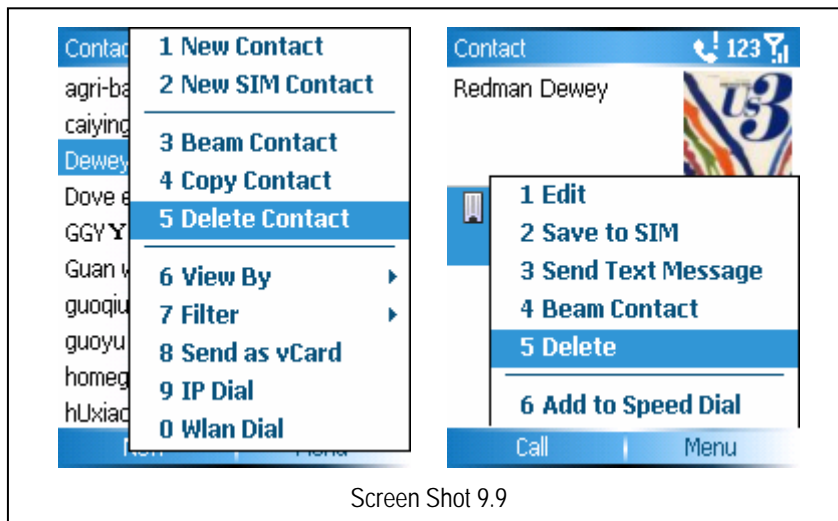 Contac
agri-ba
caiying
Dewey
Dove e
GGY Y
Guan
guoqiu
guoyu
homeg
hUxiao
1 New Contact
2 New SIM Contact
3 Beam Contact
4 Copy Contact
5 Delete Contact
6 View By
7 Filter
8 Send as vCard
9 IP Dial
0 Wlan Dial
Contact
123
Redman Dewey
US3
1 Edit
2 Save to SIM
3 Send Text Message
4 Beam Contact
5 Delete
6 Add to Speed Dial
Call
Menu
Screen Shot 9.9